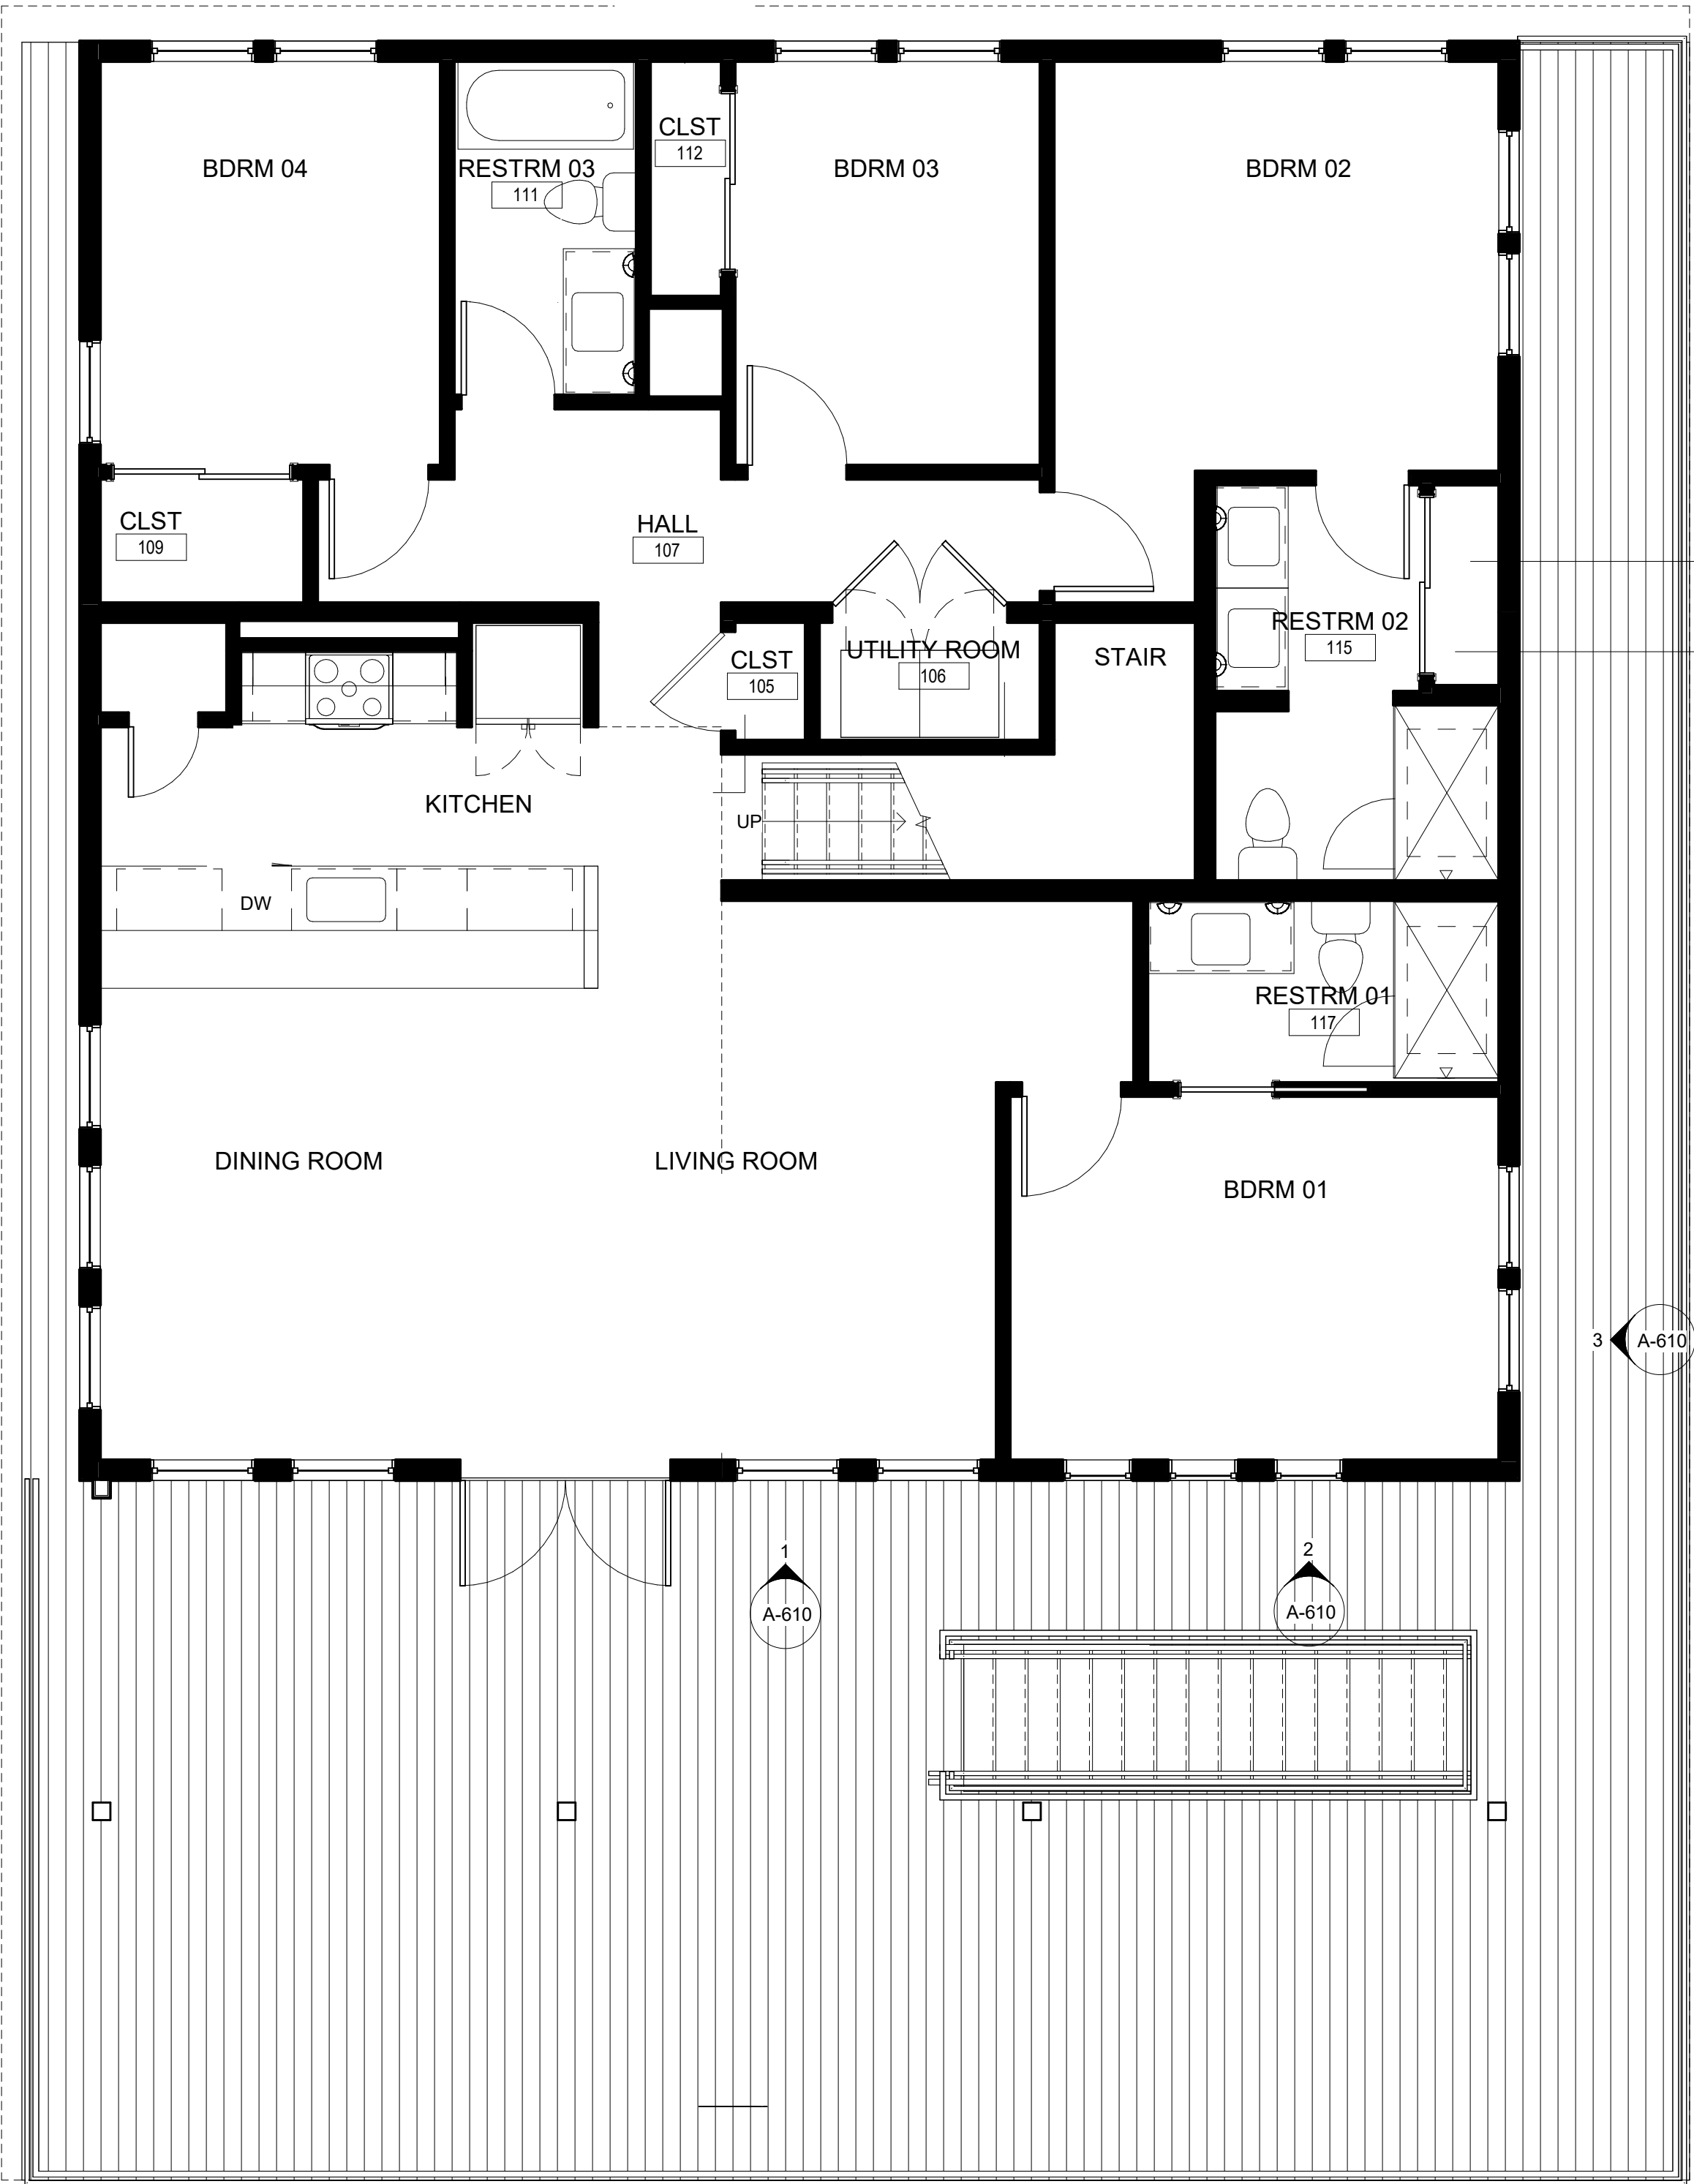 CLST
112
BDRM 04
RESTRM 03
111
BDRM 03
BDRM 02
CLST
109
HALL
107
RESTRM 02
115
UTILITY ROOM
106
CLST
105
STAIR
KITCHEN
UP
DW
RESTRM 01
117
DINING ROOM
LIVING ROOM
BDRM 01
3
A-610
1
A-610
2
A-610